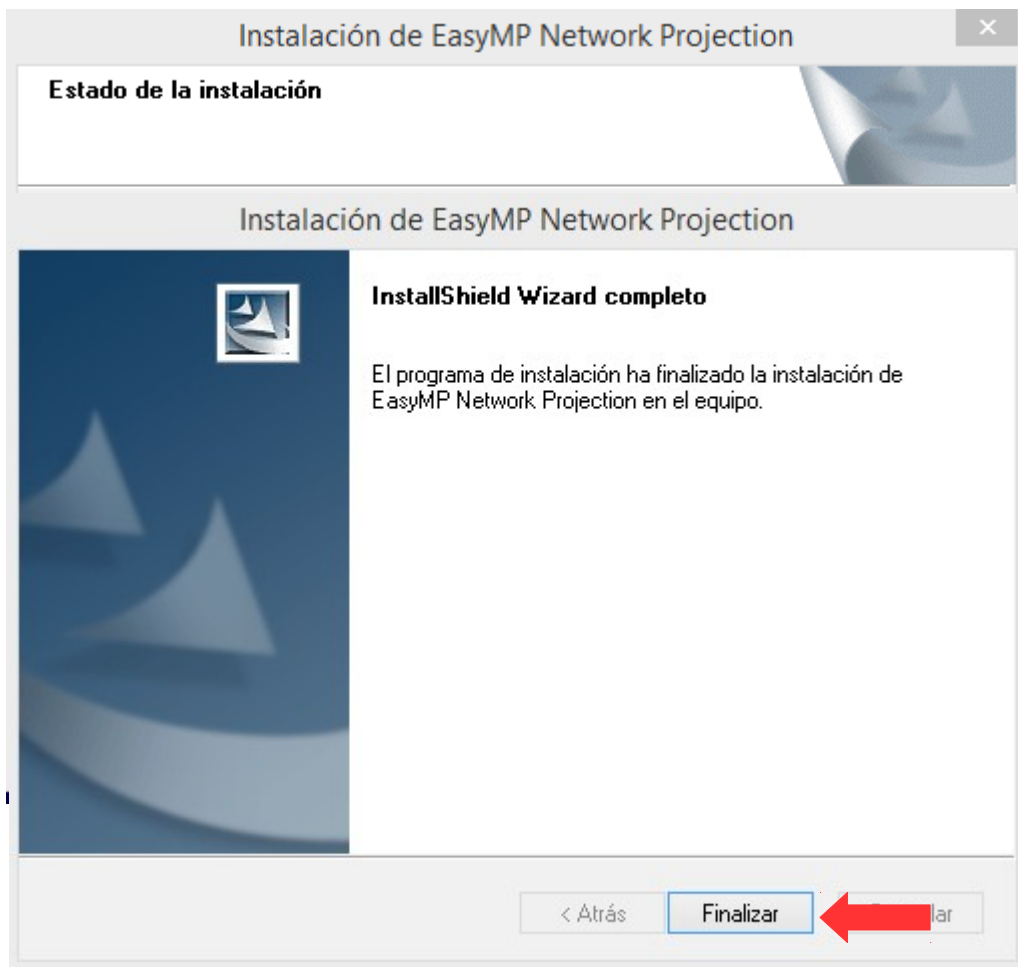 Instalación de EasyMP Network Projection
Estado de la instalación
Instalación de EasyMP Network Projection
InstallShield Wizard completo
El programa de instalación ha finalizado la instalación de
EasyMP Network Projection en el equipo.
< Atrás Finalizar